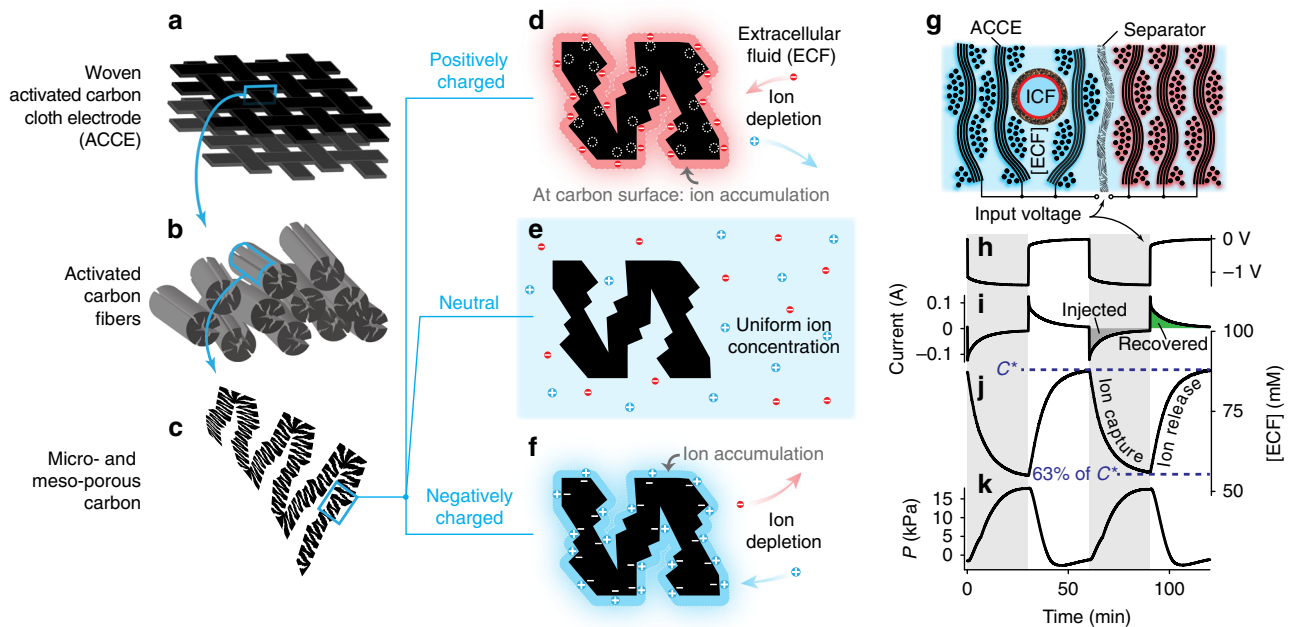 a
Woven
activated carbon
cloth electrode
(ACCE)
b
Activated
carbon
fibers
c
Micro- and
meso-porous
carbon
Positively
charged
Neutral
Negatively
charged
d
Extracellular
fluid (ECF)
Ion
depletion
At carbon surface: ion accumulation
e
Uniform ion
concentration
f
Ion accumulation
Ion
depletion
g
ACCE
Separator
ICF
[ECF]
Input voltage
h
0 V
−1 V
i
Current (A)
0.1
0
−0.1
Injected
Recovered
j
C*
Ion capture
Ion release
63% of C*
100
75
50
[ECF] (mM)
k
P (kPa)
15
10
5
0
0
50
100
Time (min)